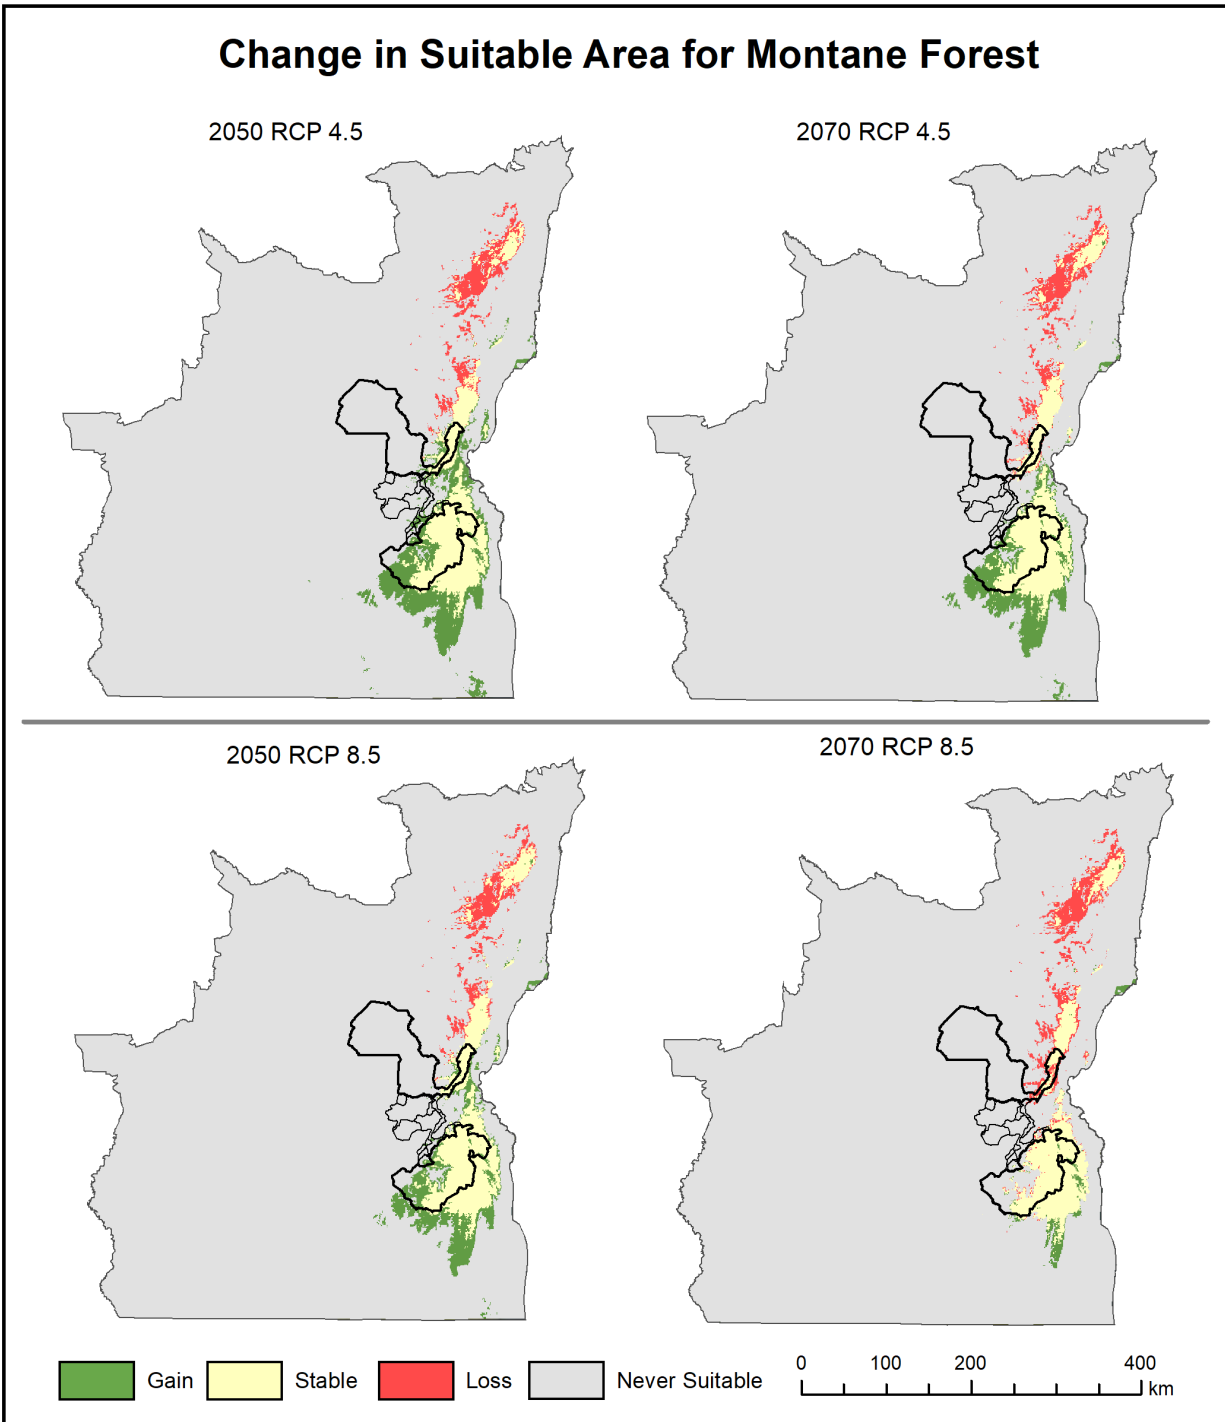 Change in Suitable Area for Montane Forest
2050 RCP 4.5
2070 RCP 4.5
2050 RCP 8.5
2070 RCP 8.5
Gain
Stable
Loss
Never Suitable
0 100 200 400
km